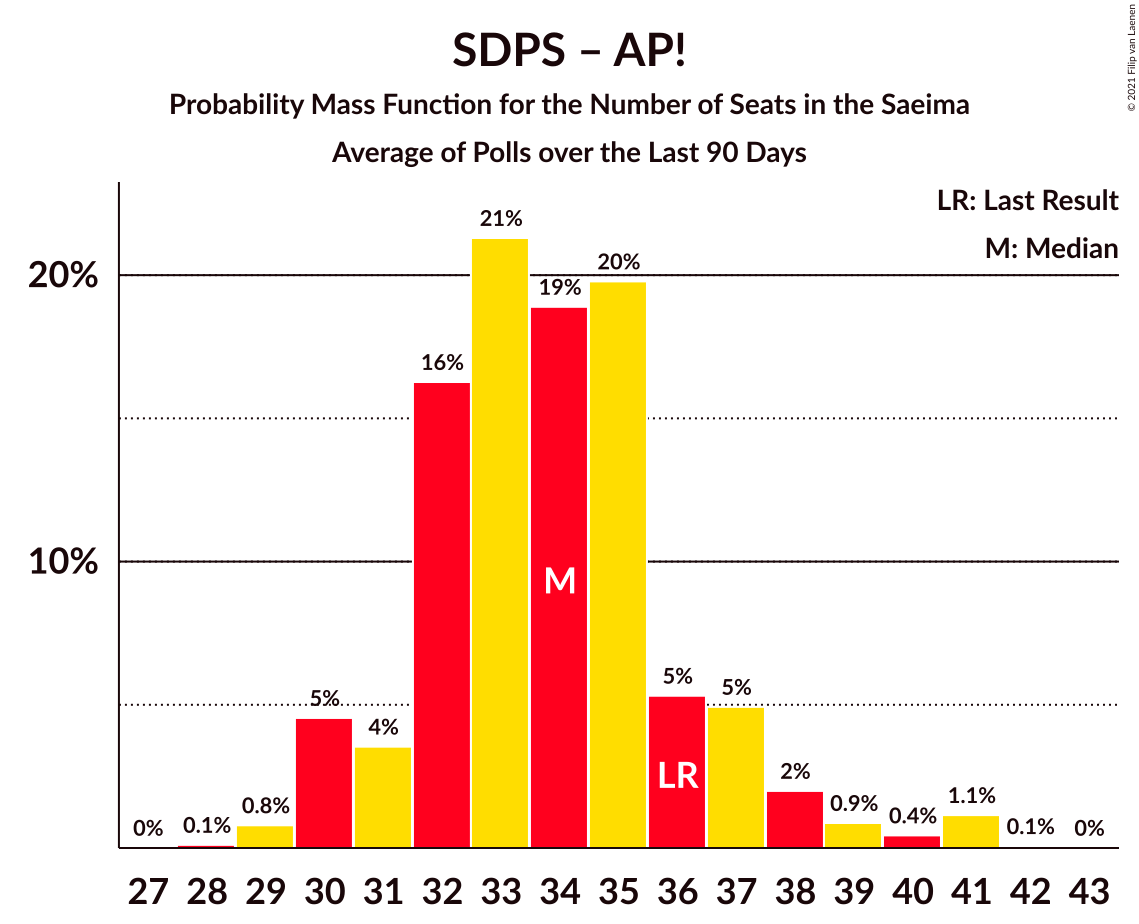 SDPS – AP!
Probability Mass Function for the Number of Seats in the Saeima
Average of Polls over the Last 90 Days
© 2021 Filip van Laenen
LR: Last Result
M: Median
20%
10%
0%
0.1%
0.8%
5%
4%
16%
21%
19%
20%
5%
5%
2%
0.9%
0.4%
1.1%
0.1%
0%
M
LR
27 28 29 30 31 32 33 34 35 36 37 38 39 40 41 42 43